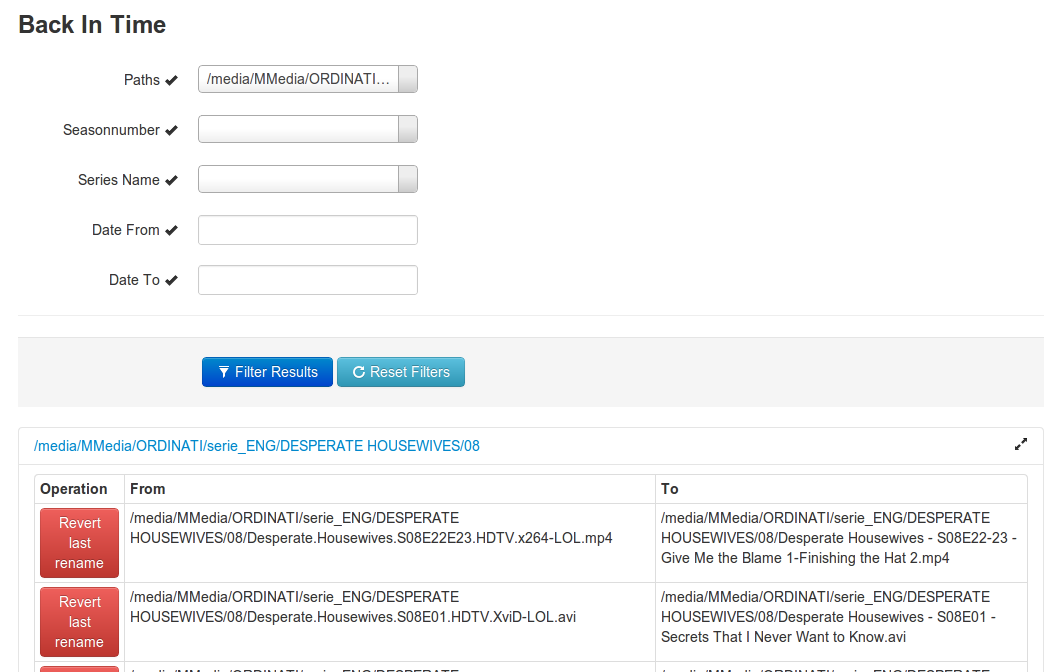 Back In Time
Paths
/media/MMedia/ORDINATI...
Seasonnumber
Series Name
Date From
Date To
Filter Results Reset Filters
/media/MMedia/ORDINATI/serie_ENG/DESPERATE HOUSEWIVES/08
Operation From To
Revert last rename
/media/MMedia/ORDINATI/serie_ENG/DESPERATE
HOUSEWIVES/08/Desperate.Housewives.S08E22E23.HDTV.x264-LOL.mp4
/media/MMedia/ORDINATI/serie_ENG/DESPERATE
HOUSEWIVES/08/Desperate Housewives - S08E22-23 -
Give Me the Blame 1-Finishing the Hat 2.mp4
Revert last rename
/media/MMedia/ORDINATI/serie_ENG/DESPERATE
HOUSEWIVES/08/Desperate.Housewives.S08E01.HDTV.XviD-LOL.avi
/media/MMedia/ORDINATI/serie_ENG/DESPERATE
HOUSEWIVES/08/Desperate Housewives - S08E01 -
Secrets That I Never Want to Know.avi